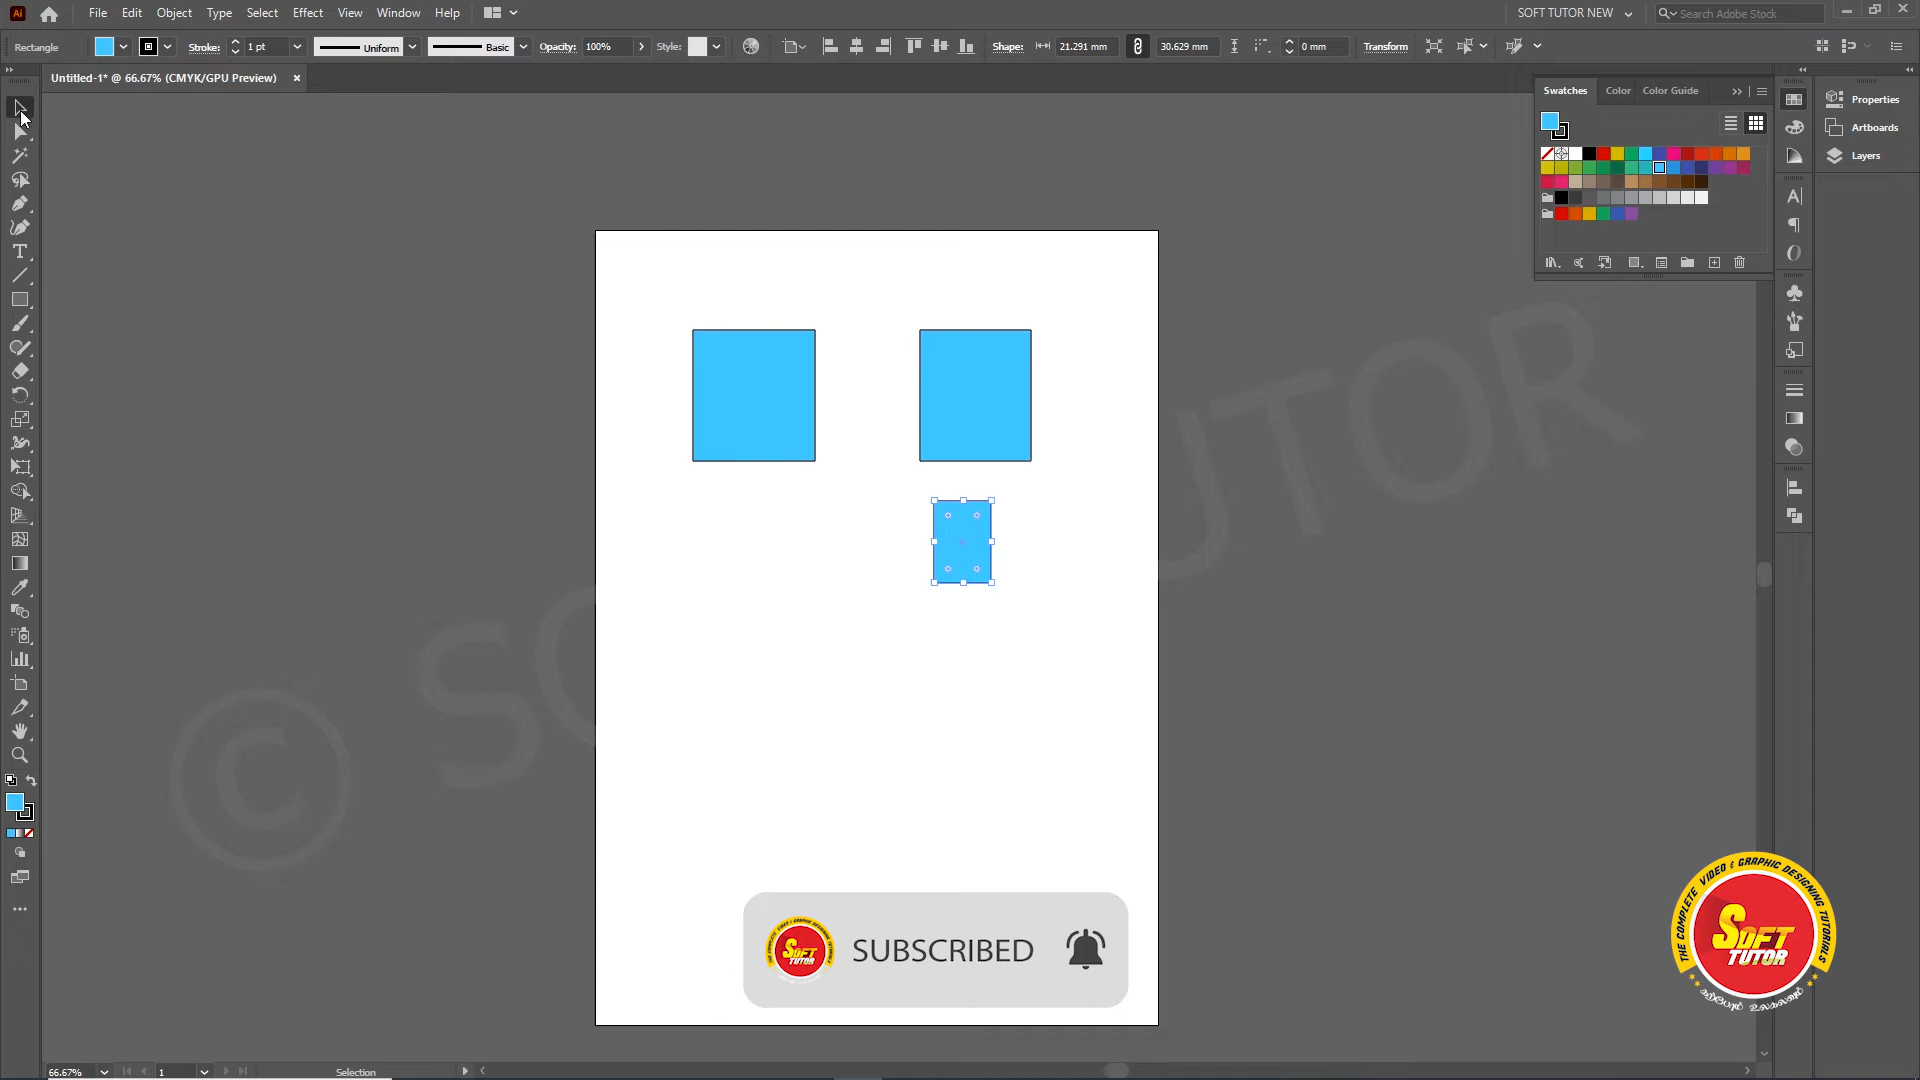 Ai File Edit Object Type Select Effect View Window Help SOFT TUTOR NEW Search Adobe Stock
Rectangle Stroke: 1 pt Uniform Basic Opacity: 100% Style: Shape: 21.291 mm 30.629 mm 0 mm Transform
Untitled-1* @ 66.67% (CMYK/GPU Preview)
Swatches Color Color Guide
Properties
Artboards
Layers
SUBSCRIBED
SOFT
TUTOR
THE COMPLETE VIDEO & GRAPHIC DESIGNING TUTORIALS
SOFT
TUTOR
66.67% 1 Selection